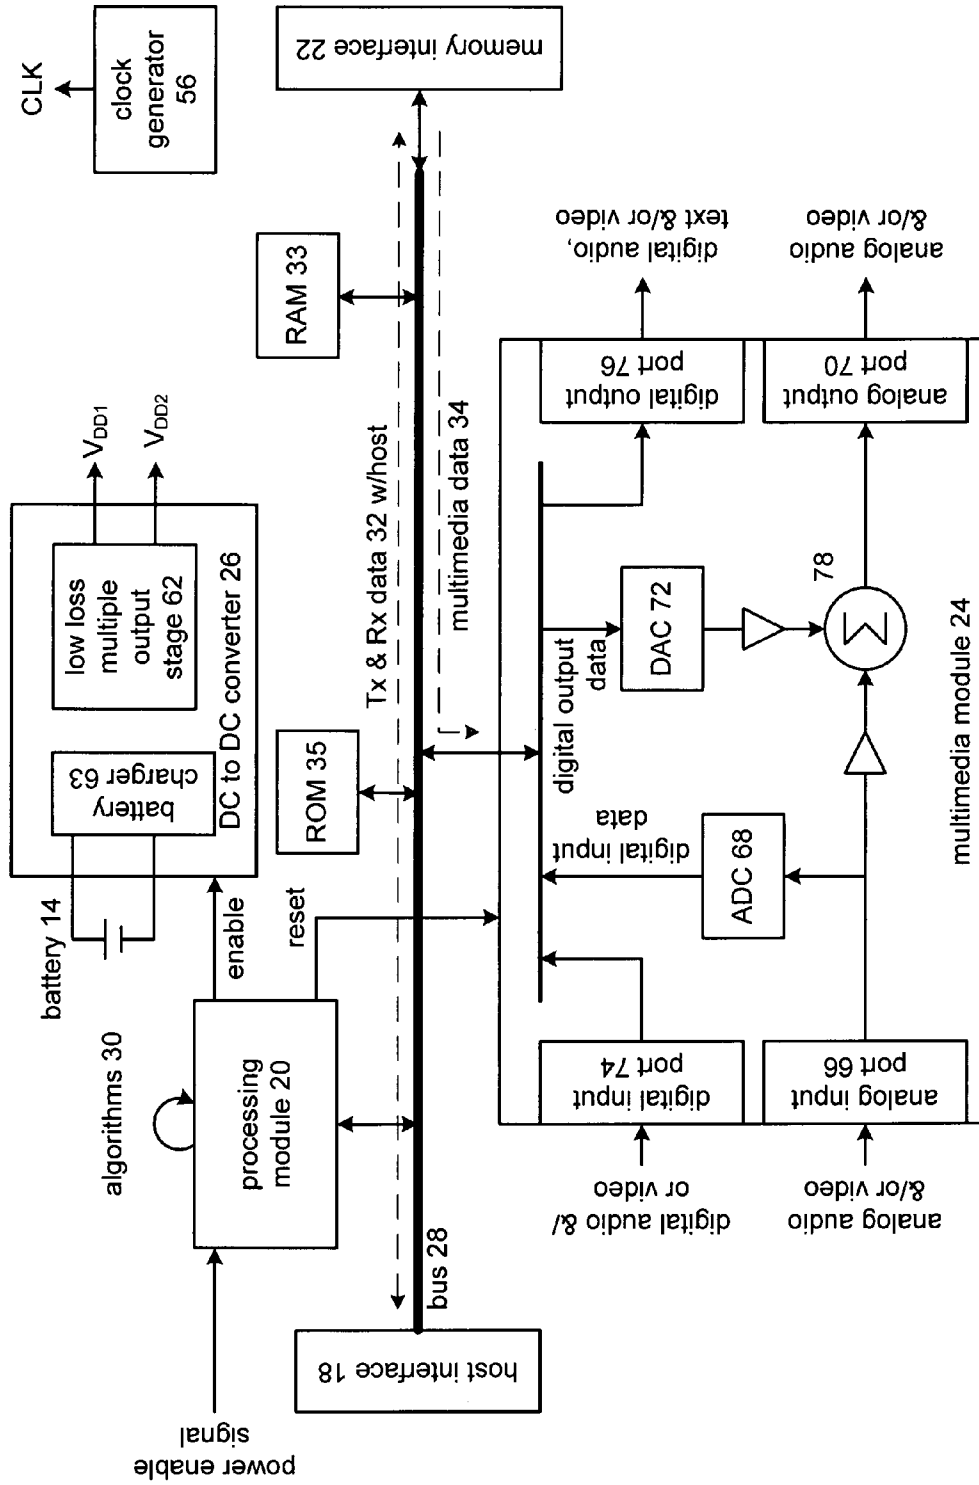 CLK
clock
generator
56
memory interface 22
VDD1
VDD2
low loss
multiple
output
stage 62
battery
charger 63
DC to DC converter 26
battery 14
enable
reset
algorithms 30
processing
module 20
power enable
signal
RAM 33
ROM 35
Tx & Rx data 32 w/host
multimedia data 34
bus 28
host interface 18
digital audio,
text &/or video
analog audio
&/or video
digital output
port 76
analog output
port 70
digital output
data
DAC 72
78
Σ
digital input
data
ADC 68
digital input
port 74
analog input
port 66
digital audio &/
or video
analog audio
&/or video
multimedia module 24